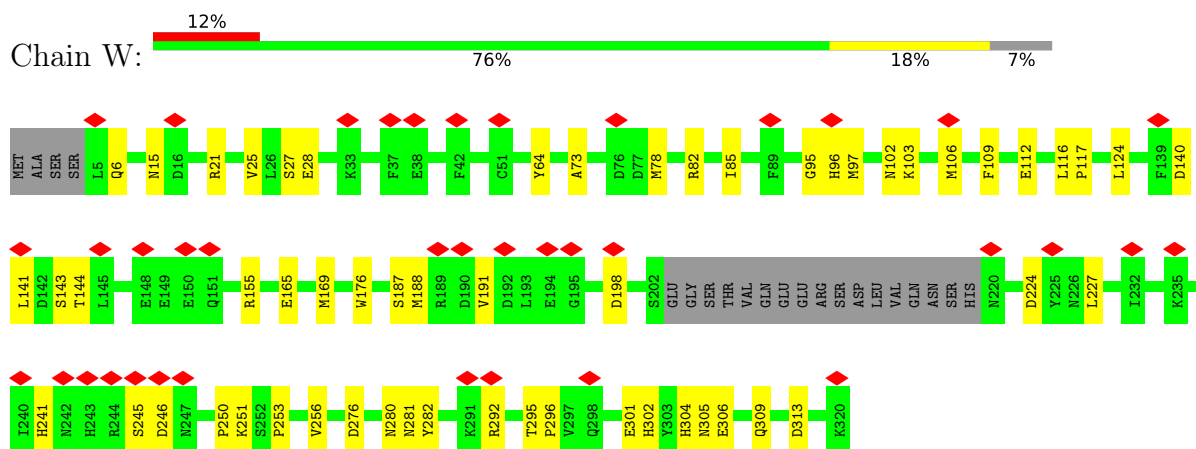 12%
Chain W:
76% 18% 7%
MET ALA SER SER L5 Q6 N15 D16 R21 V25 L26 S27 E28 K33 F37 E38 F42 C51 Y64 A73 D76 D77 M78 R82 I85 F89 G95 H96 M97 N102 K103 M106 F109 E112 L116 P117 L124 F139 D140
L141 D142 S143 T144 L145 E148 E149 E150 Q151 R155 E165 M169 W176 S187 M188 R189 D190 V191 D192 L193 E194 G195 D198 S202 GLU GLY SER THR VAL GLN GLU GLU ARG SER ASP LEU VAL GLN ASN SER HIS N220 D224 Y225 N226 L227 I232 K235
I240 H241 N242 H243 R244 S245 D246 N247 P250 K251 S252 P253 V256 D276 N280 N281 Y282 K291 R292 T295 P296 V297 Q298 E301 H302 Y303 H304 N305 E306 Q309 D313 K320